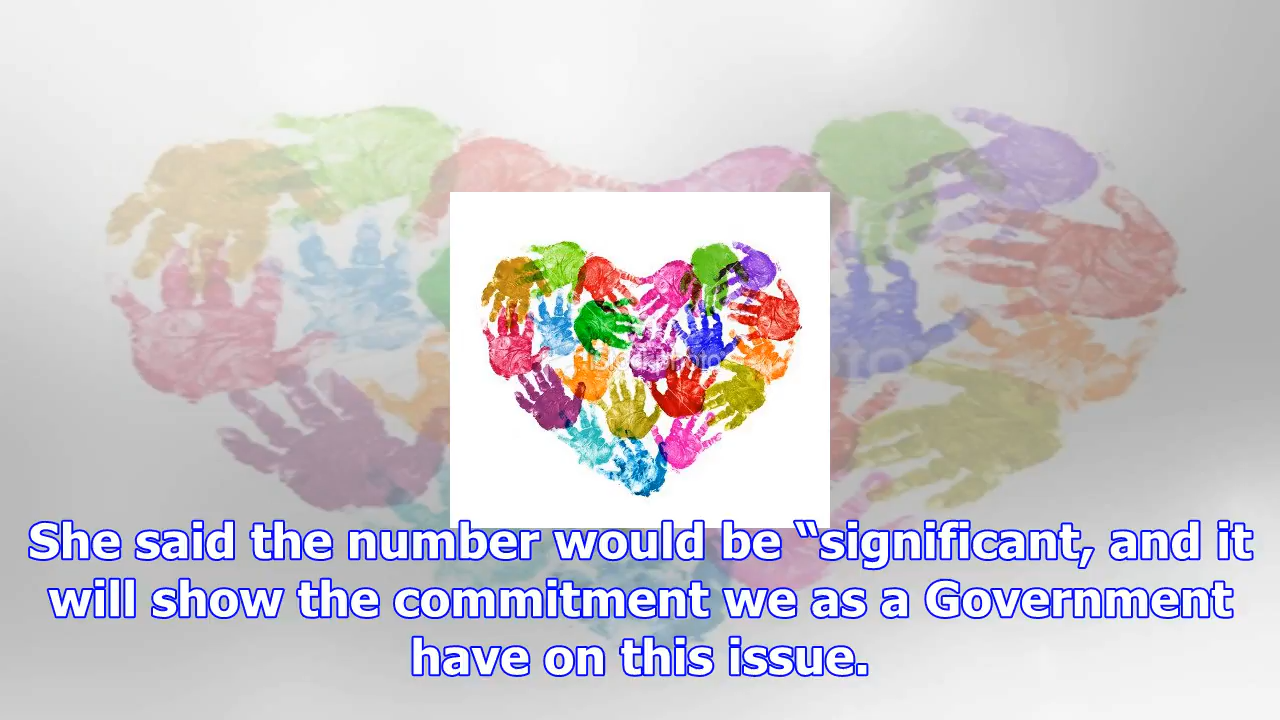 She said the number would be “significant, and it
will show the commitment we as a Government
have on this issue.